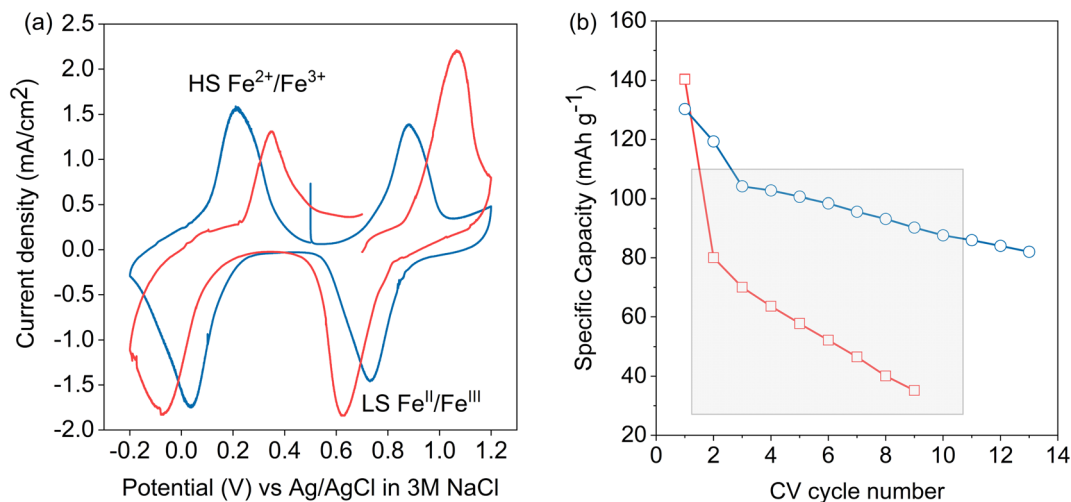 (a)
2.5
2.0
1.5
1.0
0.5
0.0
-0.5
-1.0
-1.5
-2.0
Current density (mA/cm²)
HS Fe²⁺/Fe³⁺
LS Feᴵᴵ/Feᴵᴵᴵ
-0.2 0.0 0.2 0.4 0.6 0.8 1.0 1.2
Potential (V) vs Ag/AgCl in 3M NaCl
(b)
160
140
120
100
80
60
40
20
Specific Capacity (mAh g⁻¹)
0 2 4 6 8 10 12 14
CV cycle number